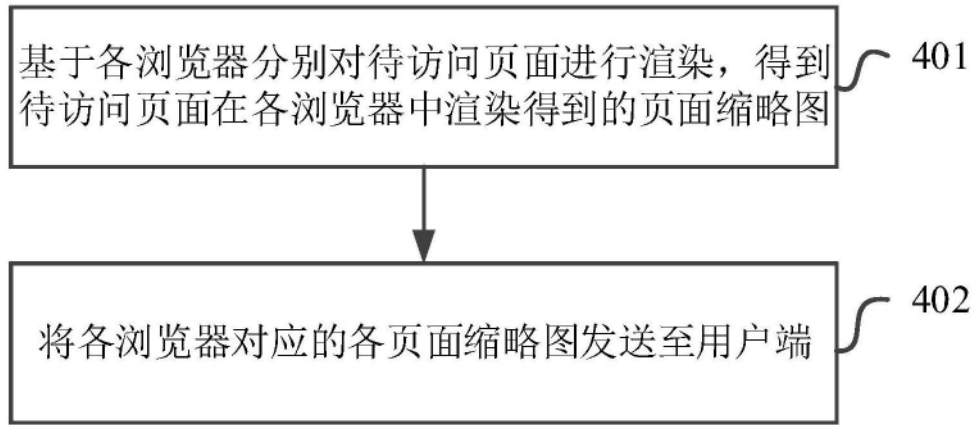 基于各浏览器分别对待访问页面进行渲染，得到
待访问页面在各浏览器中渲染得到的页面缩略图
401
将各浏览器对应的各页面缩略图发送至用户端
402